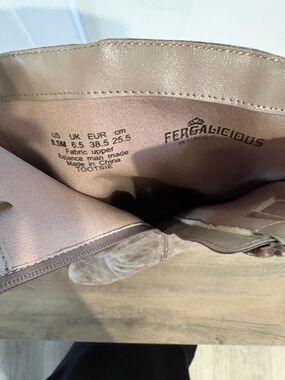 US UK EUR cm
8.5M 6.5 38.5 25.5
Fabric upper
Balance man made
Made in China
TOOTSIE
FERGALICIOUS